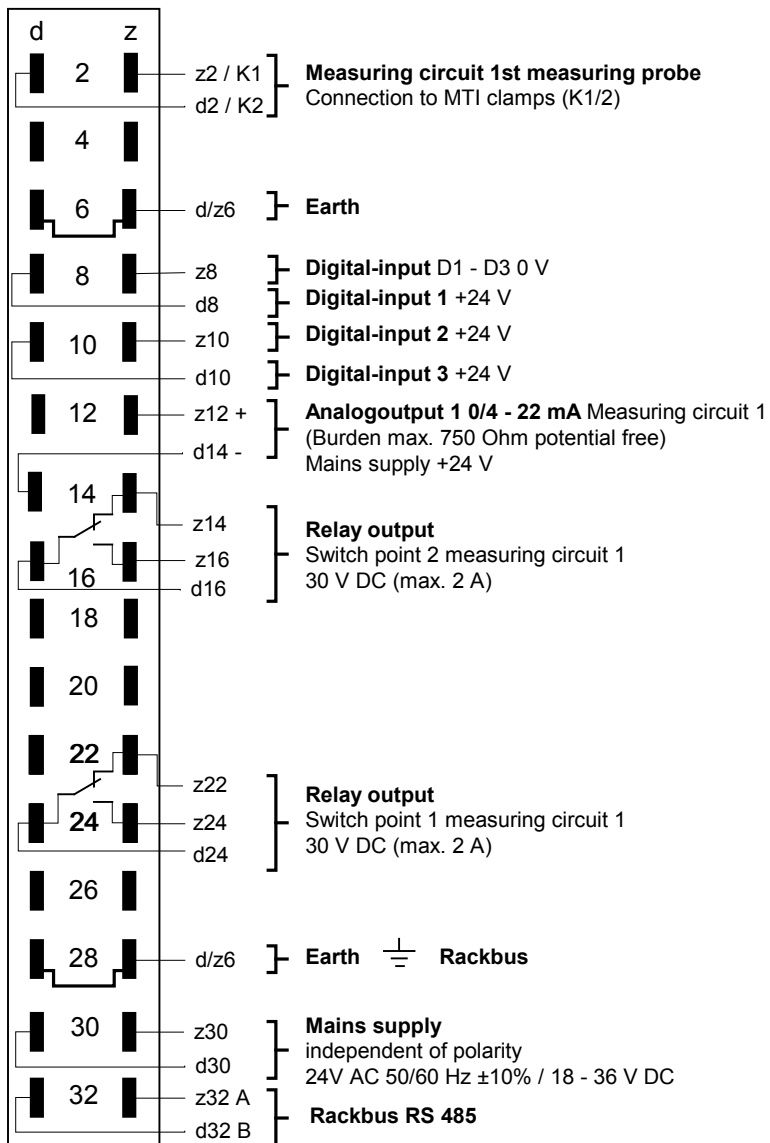 d z
2 z2 / K1 Measuring circuit 1st measuring probe
d2 / K2 Connection to MTI clamps (K1/2)
4
6 d/z6 Earth
8 z8 Digital-input D1 - D3 0 V
d8 Digital-input 1 +24 V
10 z10 Digital-input 2 +24 V
d10 Digital-input 3 +24 V
12 z12 + Analogoutput 1 0/4 - 22 mA Measuring circuit 1
(Burden max. 750 Ohm potential free)
d14 - Mains supply +24 V
14
z14 Relay output
z16 Switch point 2 measuring circuit 1
16 d16 30 V DC (max. 2 A)
18
20
22
z22 Relay output
24 z24 Switch point 1 measuring circuit 1
d24 30 V DC (max. 2 A)
26
28 d/z6 Earth Rackbus
30 z30 Mains supply
independent of polarity
d30 24V AC 50/60 Hz ±10% / 18 - 36 V DC
32 z32 A Rackbus RS 485
d32 B